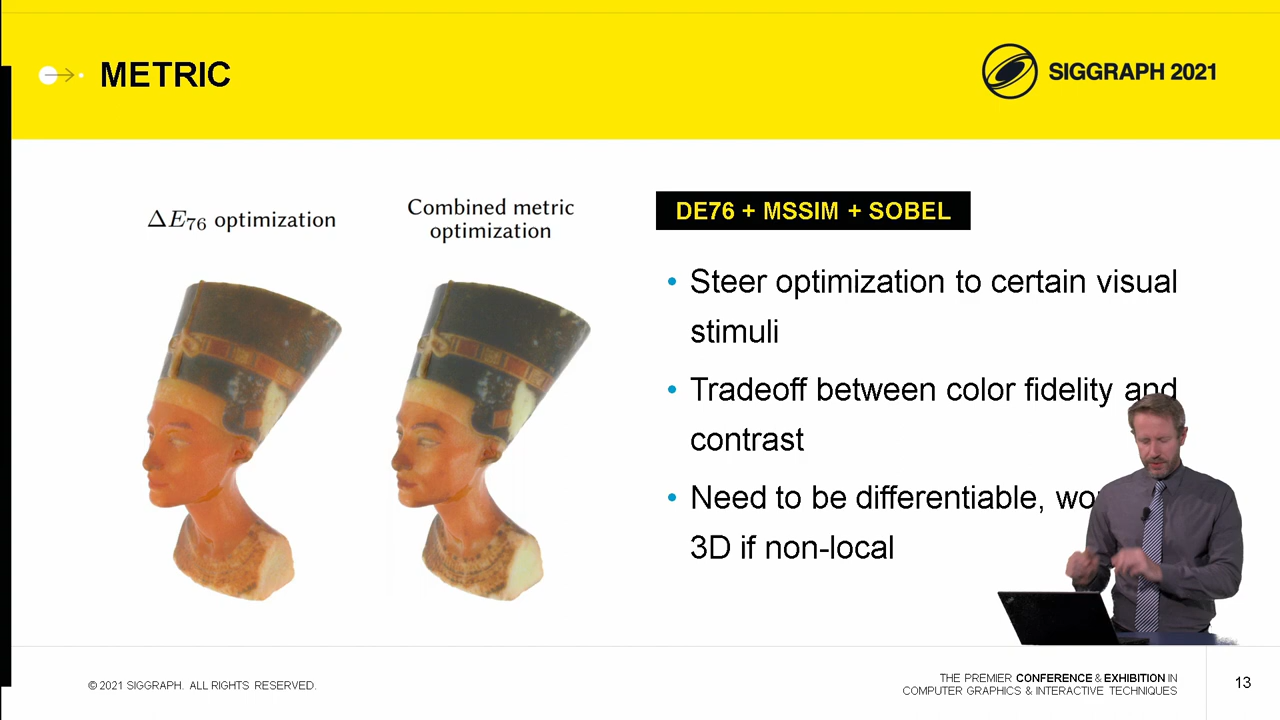 METRIC
SIGGRAPH 2021
ΔE76 optimization
Combined metric
optimization
DE76 + MSSIM + SOBEL
• Steer optimization to certain visual
stimuli
• Tradeoff between color fidelity and
contrast
• Need to be differentiable,
3D if non-local
© 2021 SIGGRAPH. ALL RIGHTS RESERVED.
THE PREMIER CONFERENCE & EXHIBITION IN
COMPUTER GRAPHICS & INTERACTIVE TECHNIQUES
13